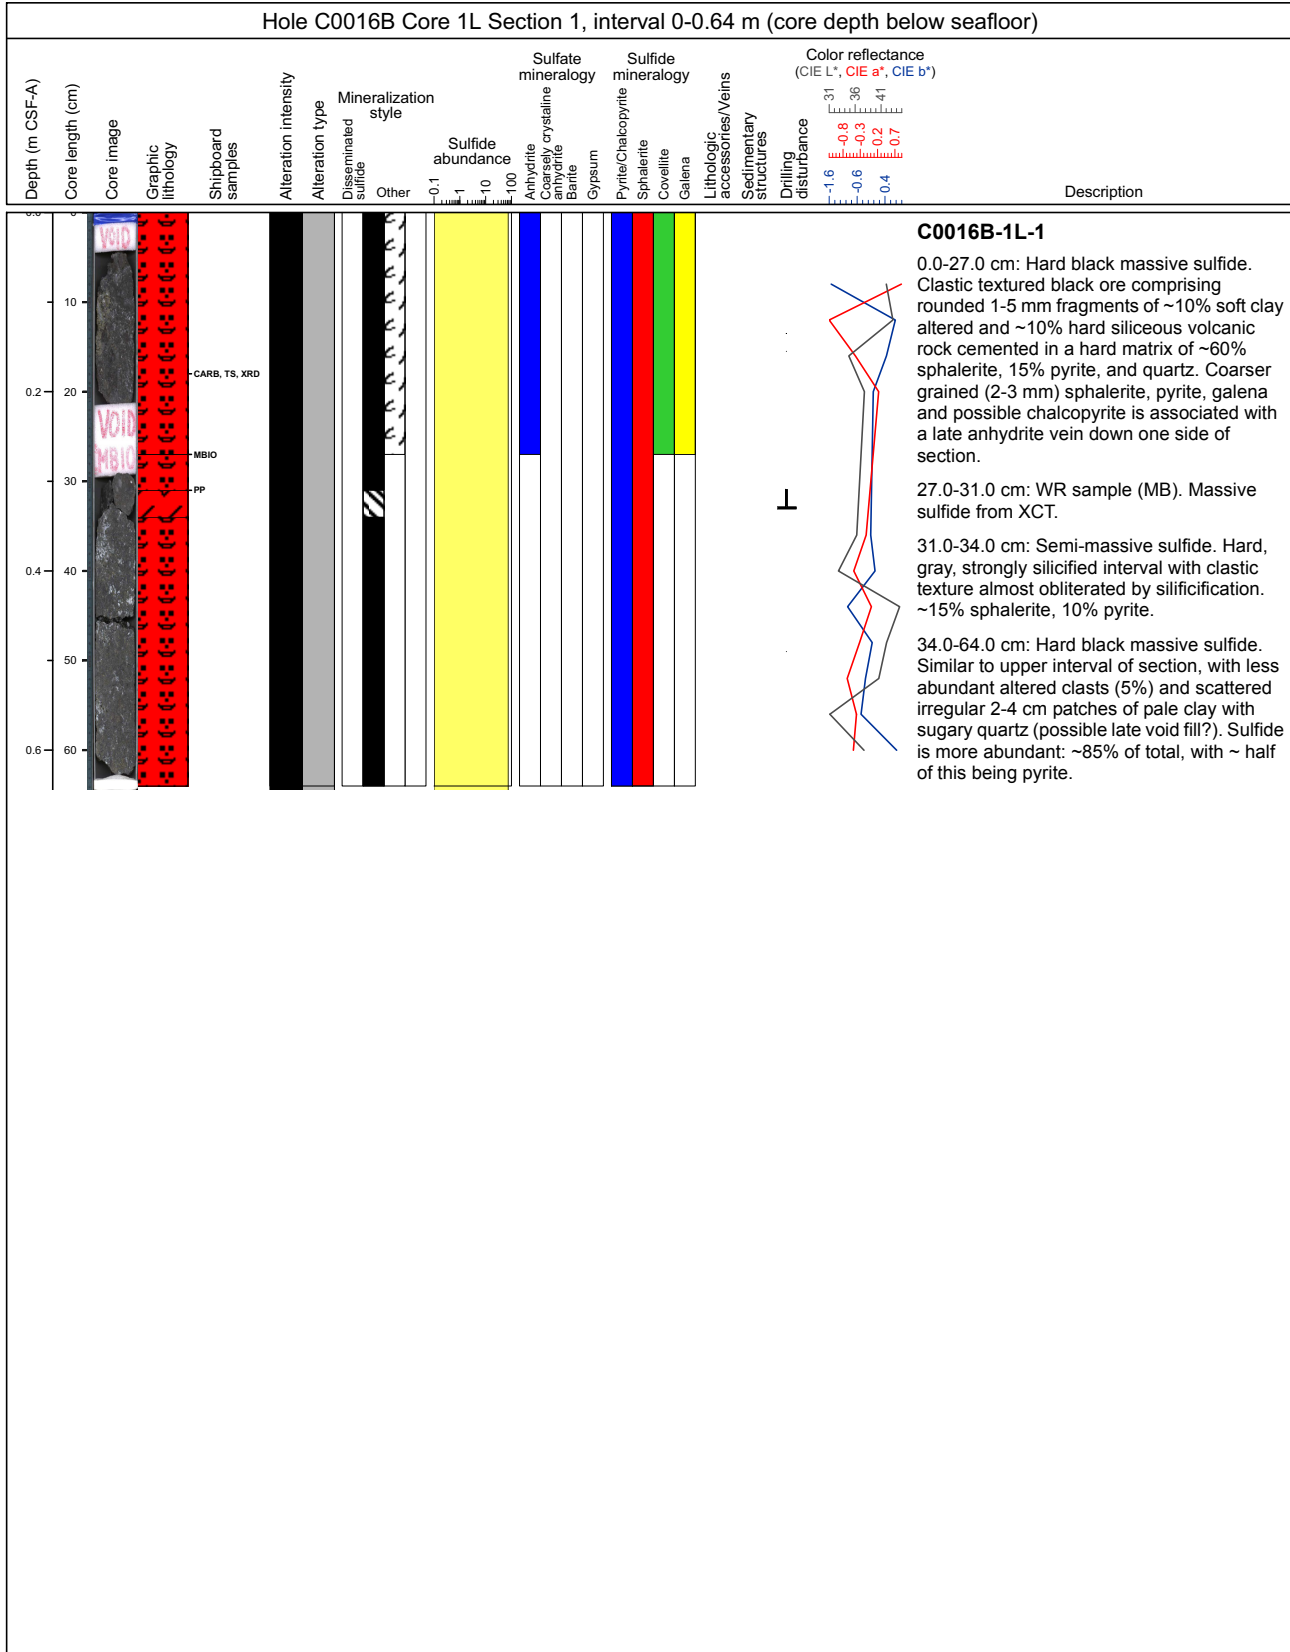 Hole C0016B Core 1L Section 1, interval 0-0.64 m (core depth below seafloor)
Depth (m CSF-A)
Core length (cm)
Core image
Graphic
lithology
Shipboard
samples
Alteration intensity
Alteration type
Mineralization
style
Disseminated
sulfide
Other
Sulfide
abundance
0.1
1
10
100
Sulfate
mineralogy
Anhydrite
Coarsely crystaline
anhydrite
Barite
Gypsum
Sulfide
mineralogy
Pyrite/Chalcopyrite
Sphalerite
Covellite
Galena
Lithologic
accessories/Veins
Sedimentary
structures
Drilling
disturbance
Color reflectance
(CIE L*, CIE a*, CIE b*)
31
36
41
-0.8
-0.3
0.2
0.7
-1.6
-0.6
0.4
Description
0.0
0
10
0.2
20
30
0.4
40
50
0.6
60
VOID
VOID
MBIO
CARB, TS, XRD
MBIO
PP
C0016B-1L-1
0.0-27.0 cm: Hard black massive sulfide.
Clastic textured black ore comprising
rounded 1-5 mm fragments of ~10% soft clay
altered and ~10% hard siliceous volcanic
rock cemented in a hard matrix of ~60%
sphalerite, 15% pyrite, and quartz. Coarser
grained (2-3 mm) sphalerite, pyrite, galena
and possible chalcopyrite is associated with
a late anhydrite vein down one side of
section.
27.0-31.0 cm: WR sample (MB). Massive
sulfide from XCT.
31.0-34.0 cm: Semi-massive sulfide. Hard,
gray, strongly silicified interval with clastic
texture almost obliterated by silificification.
~15% sphalerite, 10% pyrite.
34.0-64.0 cm: Hard black massive sulfide.
Similar to upper interval of section, with less
abundant altered clasts (5%) and scattered
irregular 2-4 cm patches of pale clay with
sugary quartz (possible late void fill?). Sulfide
is more abundant: ~85% of total, with ~ half
of this being pyrite.